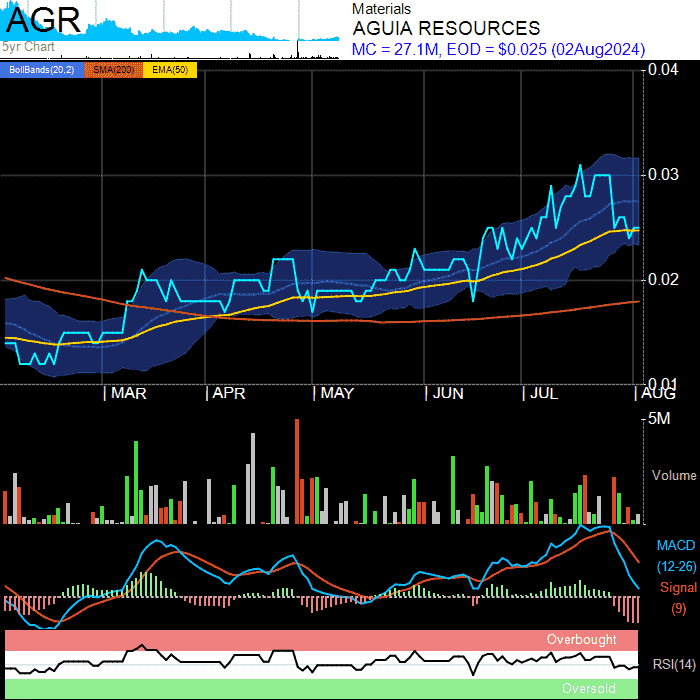 AGR
5yr Chart
Materials
AGUIA RESOURCES
MC = 27.1M, EOD = $0.025 (02Aug2024)
BollBands(20,2) SMA(200) EMA(50)
0.04
0.03
0.02
0.01
MAR APR MAY JUN JUL AUG
5M
Volume
MACD
(12-26)
Signal
(9)
Overbought
RSI(14)
Oversold